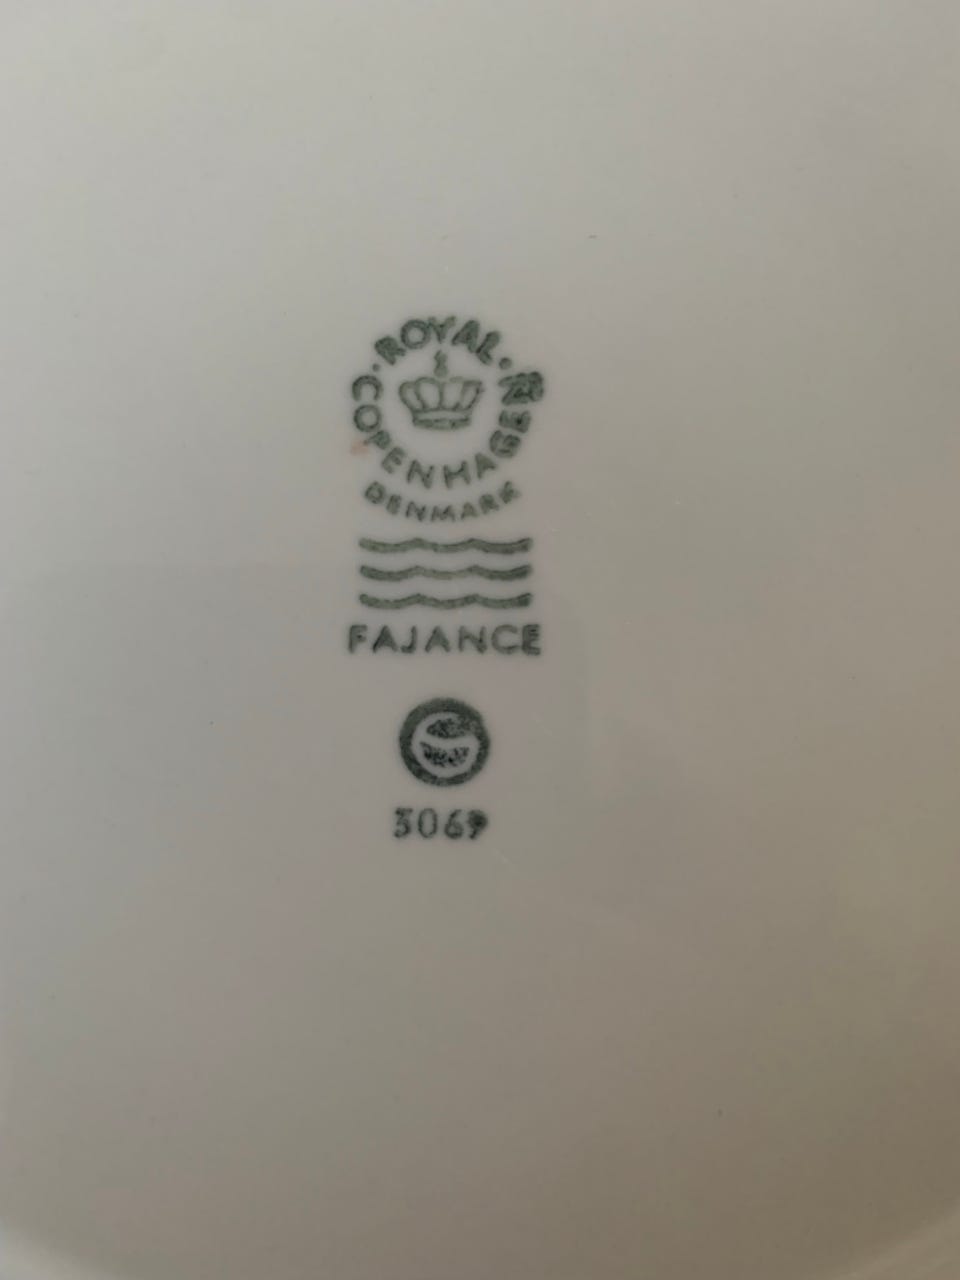 ROYAL
COPENHAGEN
DENMARK
FAJANCE
3069